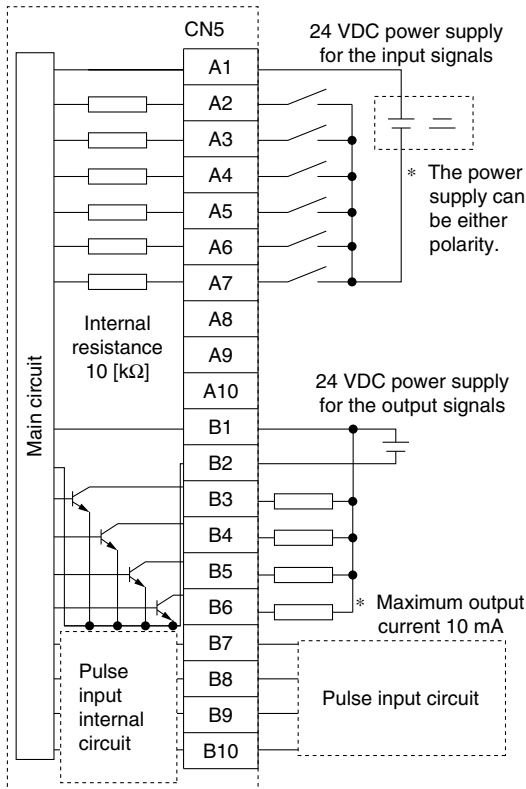 CN5
24 VDC power supply
for the input signals
A1
A2
A3
A4
A5
A6
A7
A8
A9
A10
B1
B2
B3
B4
B5
B6
B7
B8
B9
B10
* The power
supply can
be either
polarity.
Internal
resistance
10 [kΩ]
Main circuit
24 VDC power supply
for the output signals
* Maximum output
current 10 mA
Pulse
input
internal
circuit
Pulse input circuit